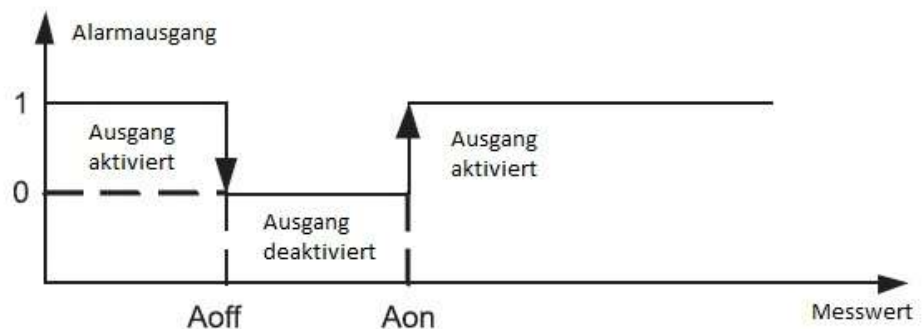 Alarmausgang
1
Ausgang
aktiviert
Ausgang
aktiviert
0
Ausgang
deaktiviert
Aoff
Aon
Messwert